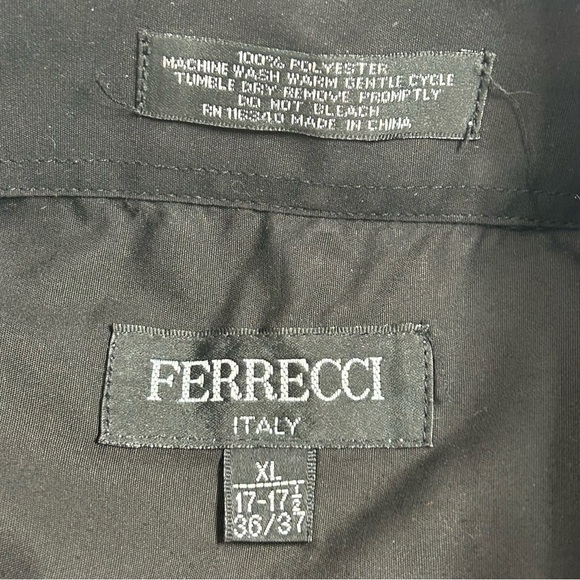 100% POLYESTER
MACHINE WASH WARM GENTLE CYCLE
TUMBLE DRY REMOVE PROMPTLY
DO NOT BLEACH
RN 116340 MADE IN CHINA
FERRECCI
ITALY
XL
17-17½
36/37